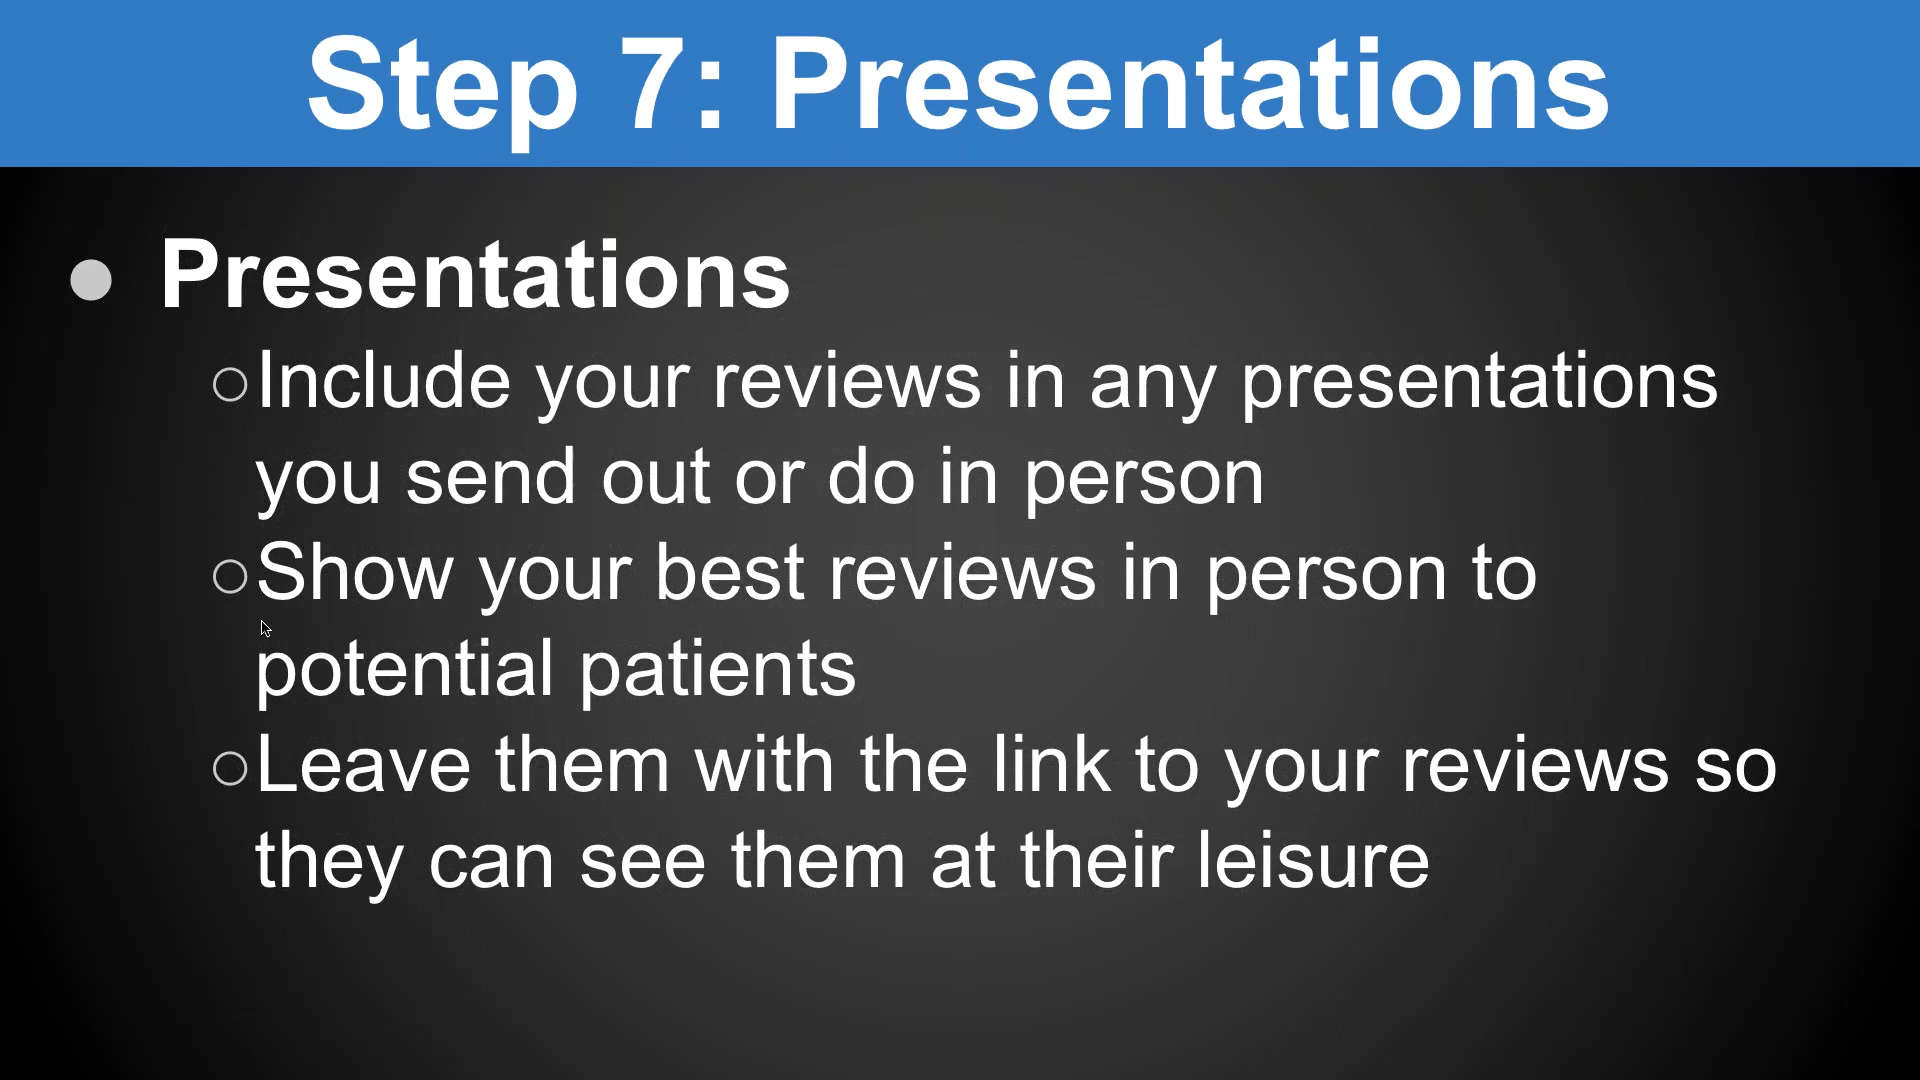 Step 7: Presentations
● Presentations
○Include your reviews in any presentations
you send out or do in person
○Show your best reviews in person to
potential patients
○Leave them with the link to your reviews so
they can see them at their leisure